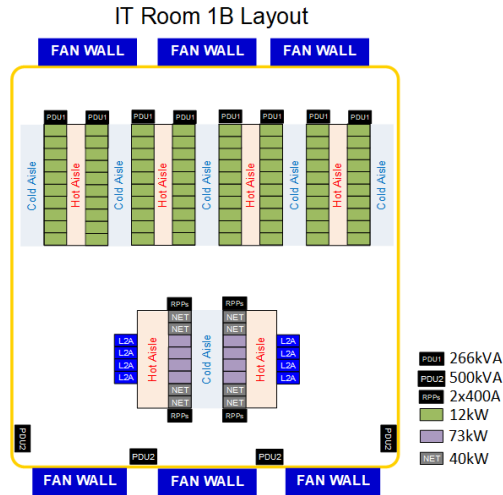 IT Room 1B Layout
FAN WALL FAN WALL FAN WALL
PDU1 PDU1 PDU1 PDU1 PDU1 PDU1 PDU1 PDU1
Cold Aisle Hot Aisle Cold Aisle Hot Aisle Cold Aisle Hot Aisle Cold Aisle Hot Aisle Cold Aisle
RPPs RPPs
NET NET
NET NET
L2A L2A
L2A L2A
L2A L2A
L2A L2A
Hot Aisle Cold Aisle Hot Aisle
NET NET
NET NET
RPPs RPPs
PDU2 PDU2
PDU2 PDU2
FAN WALL FAN WALL FAN WALL
PDU1 266kVA
PDU2 500kVA
RPPs 2x400A
12kW
73kW
NET 40kW